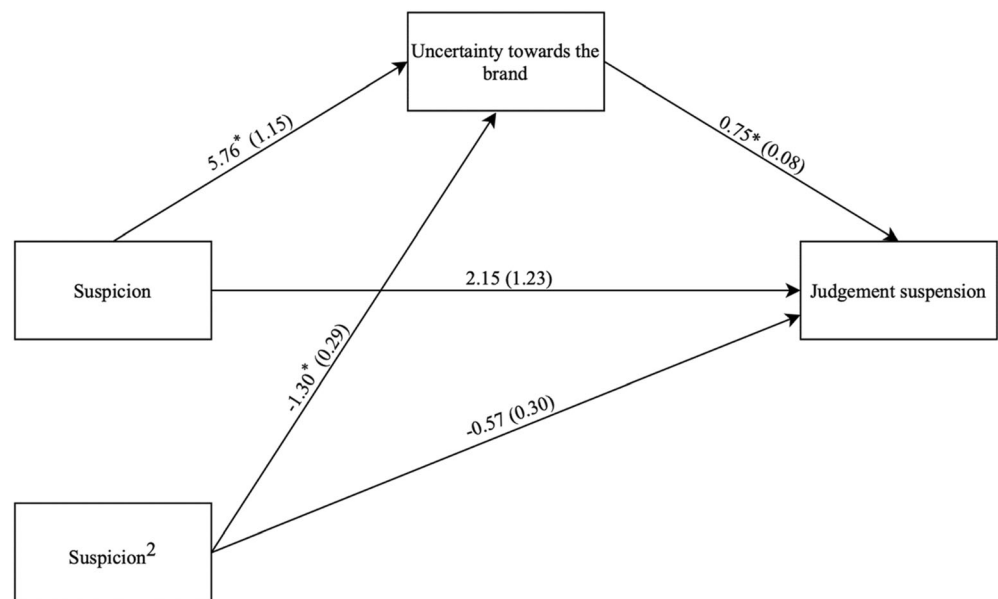 Uncertainty towards the
brand
5.76* (1.15)
0.75* (0.08)
Suspicion
2.15 (1.23)
Judgement suspension
-1.30* (0.29)
-0.57 (0.30)
Suspicion²